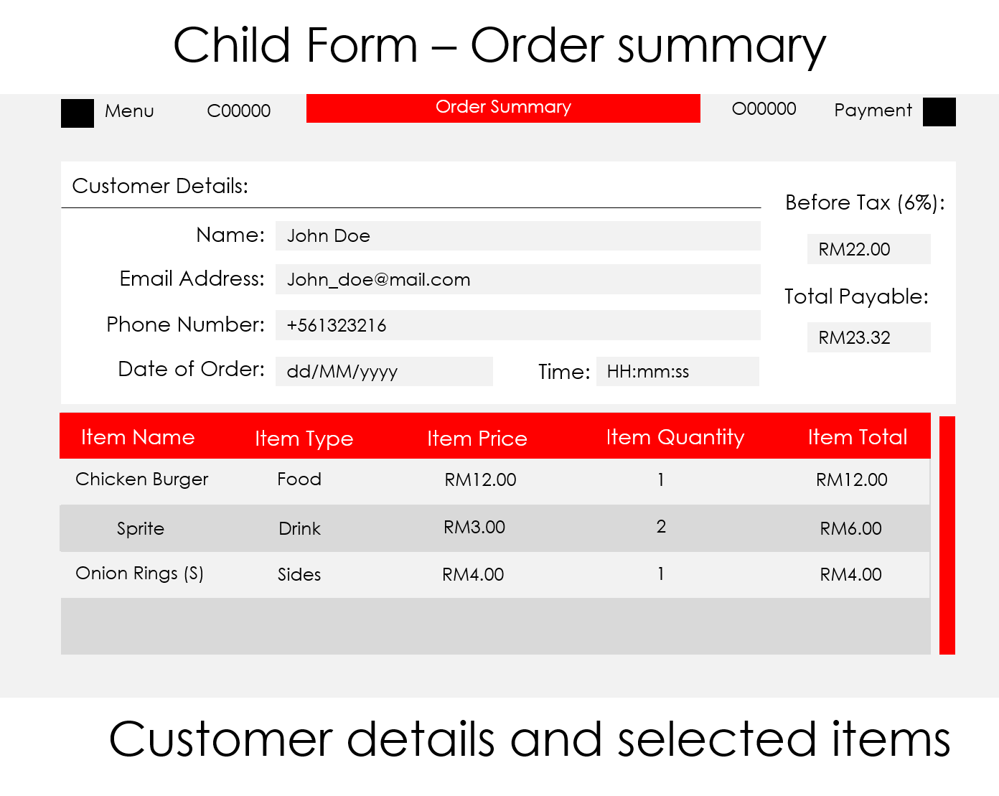 Child Form – Order summary
Menu C00000 Order Summary O00000 Payment
Customer Details:
Before Tax (6%):
Name: John Doe
RM22.00
Email Address: John_doe@mail.com
Total Payable:
Phone Number: +561323216
RM23.32
Date of Order: dd/MM/yyyy Time: HH:mm:ss
Item Name Item Type Item Price Item Quantity Item Total
Chicken Burger Food RM12.00 1 RM12.00
Sprite Drink RM3.00 2 RM6.00
Onion Rings (S) Sides RM4.00 1 RM4.00
Customer details and selected items